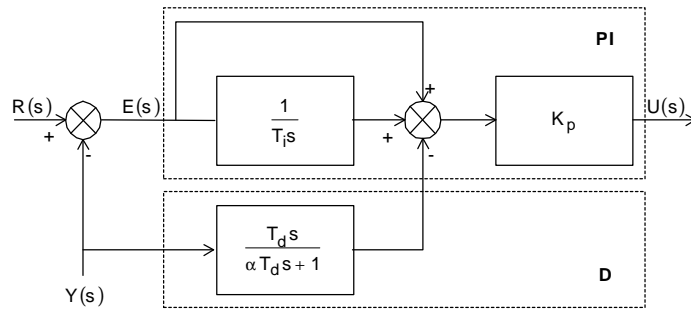 PI
R(s)
E(s)
+
-
1
T_i s
+
+
-
K_p
U(s)
T_d s
αT_d s + 1
D
Y(s)